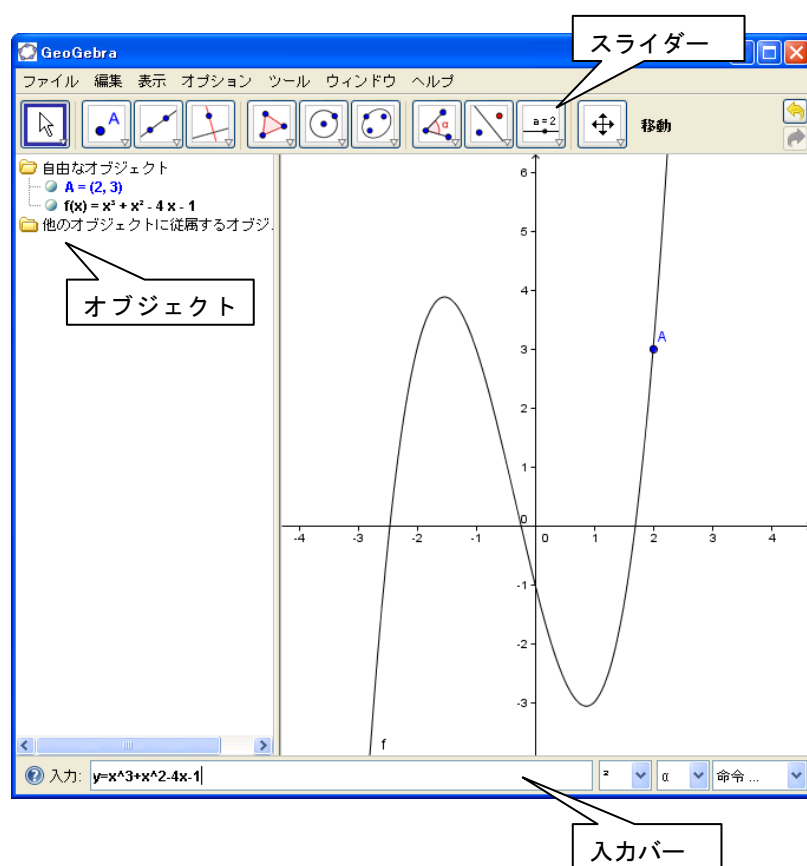 スライダー
GeoGebra
ファイル 編集 表示 オプション ツール ウィンドウ ヘルプ
A
α
a = 2
移動
自由なオブジェクト
A = (2, 3)
f(x) = x³ + x² - 4 x - 1
他のオブジェクトに従属するオブジ..
オブジェクト
6
5
4
3
A
2
1
0
-4 -3 -2 -1 0 1 2 3 4
-1
-2
-3
f
入力: y=x^3+x^2-4x-1 ² α 命令 ...
入力バー